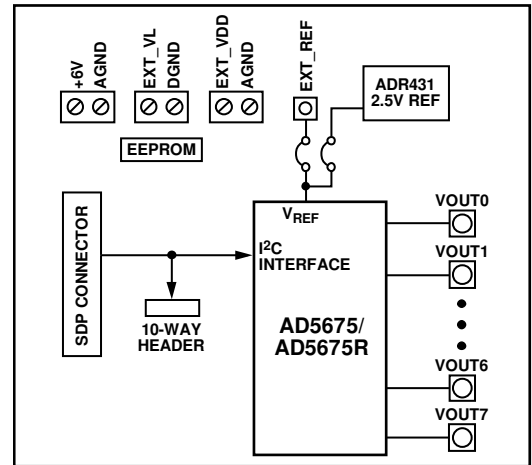 +6V
AGND
EXT_VL
DGND
EXT_VDD
AGND
EXT_REF
ADR431
2.5V REF
EEPROM
SDP CONNECTOR
10-WAY
HEADER
VREF
I²C
INTERFACE
AD5675/
AD5675R
VOUT0
VOUT1
VOUT6
VOUT7